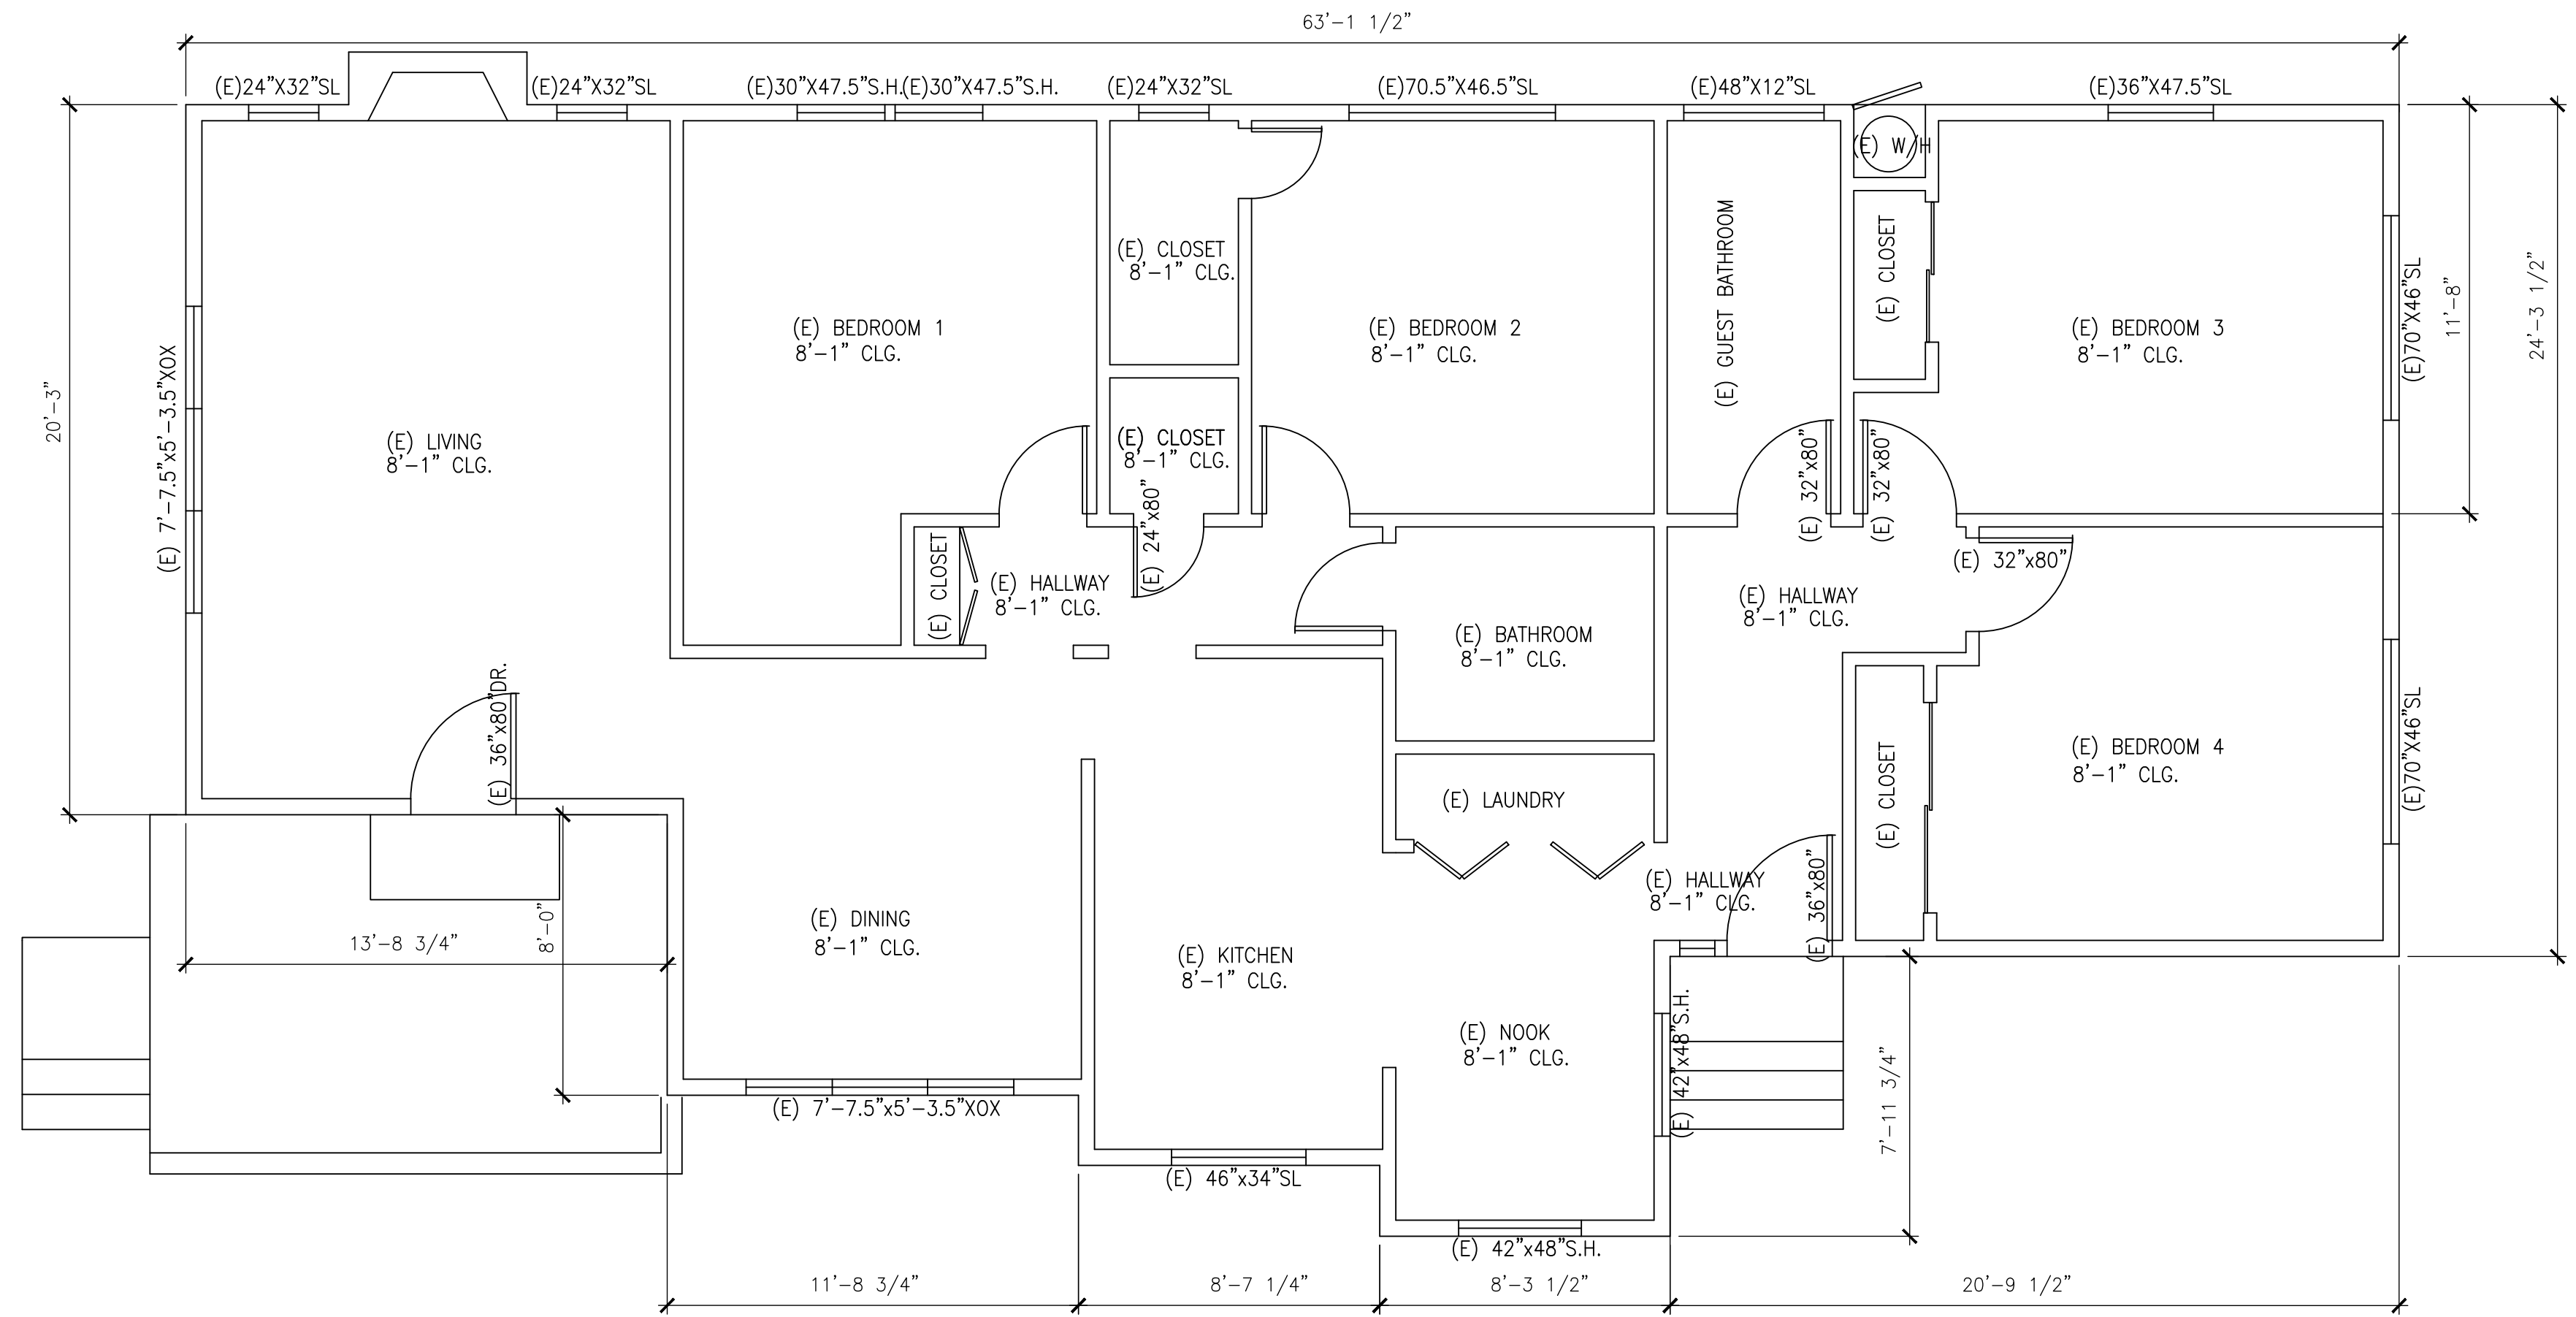 63'-1 1/2"
(E)24"X32"SL
(E)24"X32"SL
(E)30"X47.5"S.H.
(E)30"X47.5"S.H.
(E)24"X32"SL
(E)70.5"X46.5"SL
(E)48"X12"SL
(E)36"X47.5"SL
(E) W/H
20'-3"
(E) 7'-7.5"x5'-3.5"XOX
(E) LIVING
8'-1" CLG.
(E) BEDROOM 1
8'-1" CLG.
(E) CLOSET
8'-1" CLG.
(E) CLOSET
8'-1" CLG.
(E) BEDROOM 2
8'-1" CLG.
(E) GUEST BATHROOM
(E) CLOSET
(E) BEDROOM 3
8'-1" CLG.
(E)70"X46"SL
11'-8"
24'-3 1/2"
(E) 24"x80"
(E) 32"x80"
(E) 32"x80"
(E) 32"x80"
(E) CLOSET
(E) HALLWAY
8'-1" CLG.
(E) BATHROOM
8'-1" CLG.
(E) HALLWAY
8'-1" CLG.
(E) 36"x80"DR.
(E) LAUNDRY
(E) CLOSET
(E) BEDROOM 4
8'-1" CLG.
(E)70"X46"SL
(E) HALLWAY
8'-1" CLG.
(E) 36"x80"
13'-8 3/4"
8'-0"
(E) DINING
8'-1" CLG.
(E) KITCHEN
8'-1" CLG.
(E) NOOK
8'-1" CLG.
(E) 42"x48"S.H.
7'-11 3/4"
(E) 7'-7.5"x5'-3.5"XOX
(E) 46"x34"SL
(E) 42"x48"S.H.
11'-8 3/4"
8'-7 1/4"
8'-3 1/2"
20'-9 1/2"